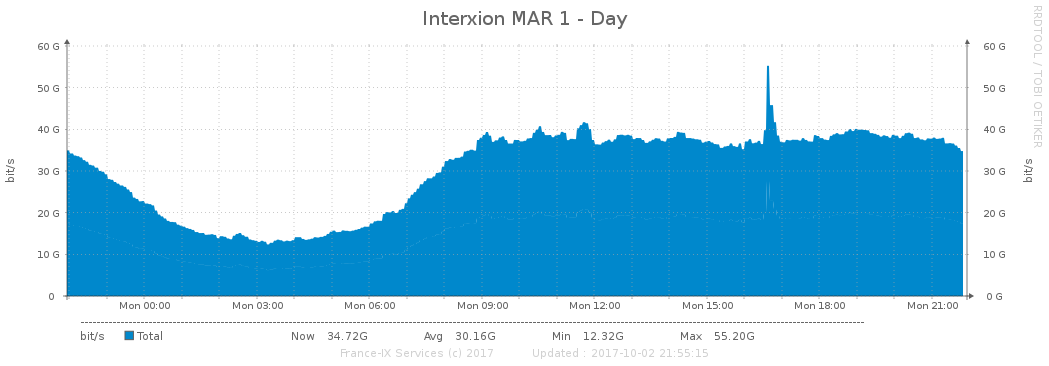 Interxion MAR 1 - Day
RRDTOOL / TOBI OETIKER
bit/s
60 G 60 G
50 G 50 G
40 G 40 G
30 G 30 G
20 G 20 G
10 G 10 G
0 0 G
bit/s
Mon 00:00 Mon 03:00 Mon 06:00 Mon 09:00 Mon 12:00 Mon 15:00 Mon 18:00 Mon 21:00
bit/s Total Now 34.72G Avg 30.16G Min 12.32G Max 55.20G
France-IX Services (c) 2017 Updated : 2017-10-02 21:55:15